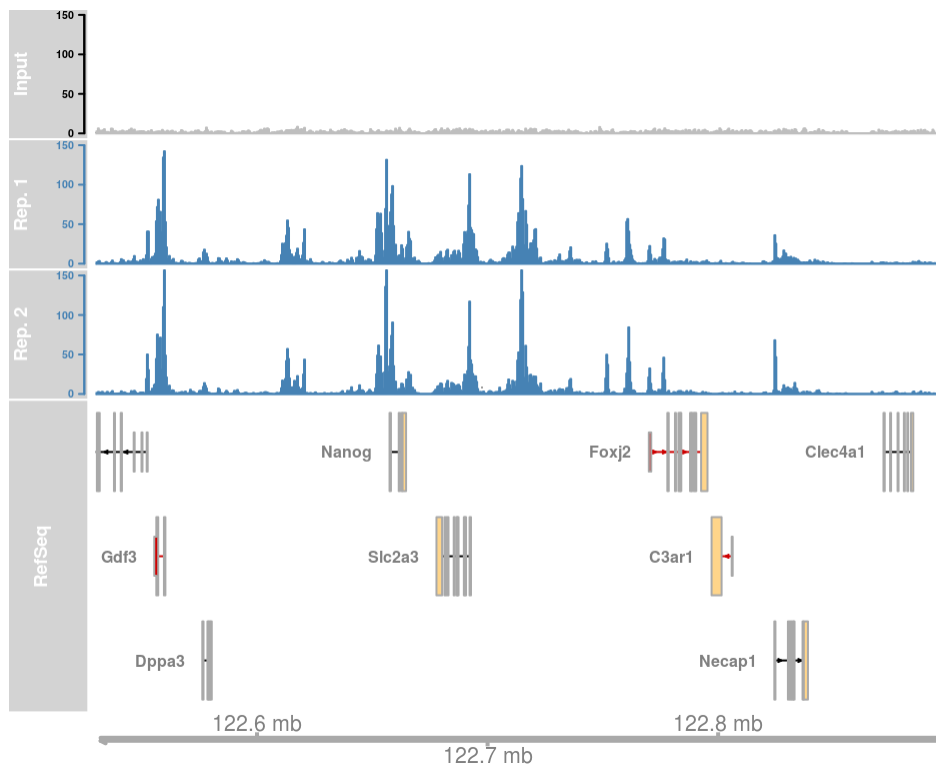 150
100
50
0
Input
150
100
50
0
Rep. 1
150
100
50
0
Rep. 2
RefSeq
Nanog
Foxj2
Clec4a1
Gdf3
Slc2a3
C3ar1
Dppa3
Necap1
122.6 mb
122.8 mb
122.7 mb